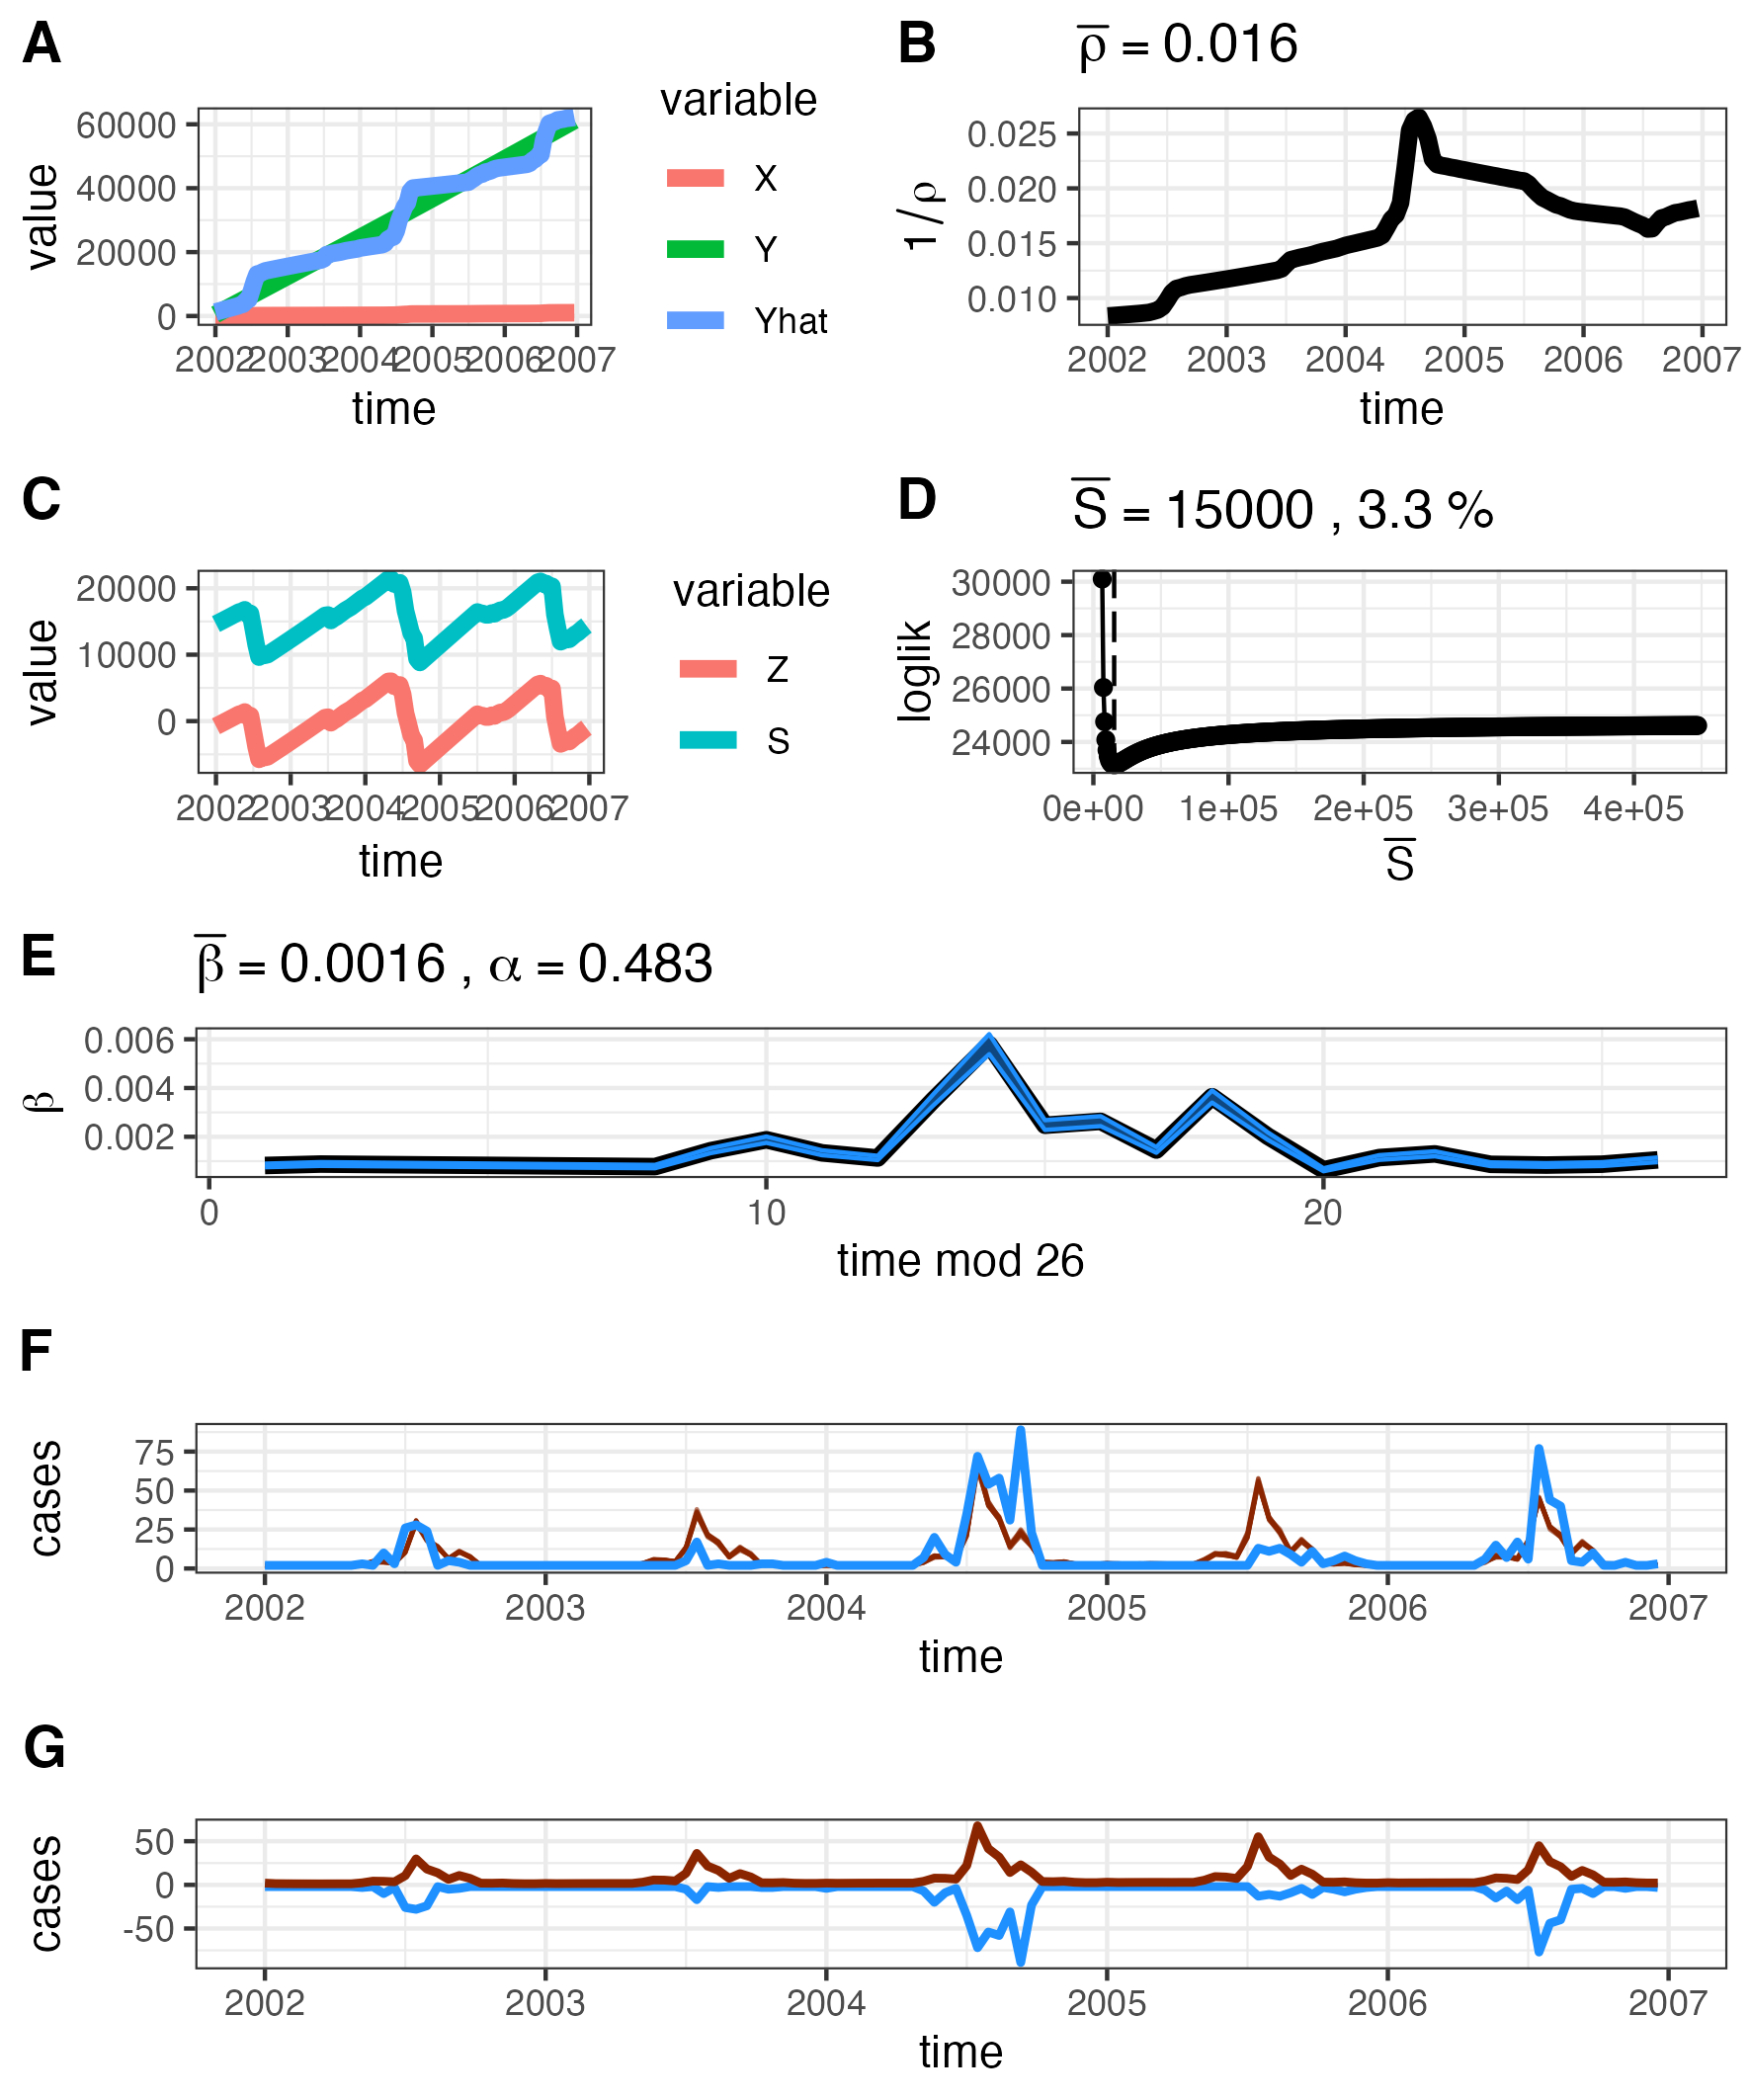 A
variable
value
60000
40000
20000
0
X
Y
Yhat
2002 2003 2004 2005 2006 2007
time
B
ρ̅ = 0.016
1/ρ
0.025
0.020
0.015
0.010
2002 2003 2004 2005 2006 2007
time
C
variable
value
20000
10000
0
Z
S
2002 2003 2004 2005 2006 2007
time
D
S̅ = 15000 , 3.3 %
loglik
30000
28000
26000
24000
0e+00 1e+05 2e+05 3e+05 4e+05
S̅
E
β̅ = 0.0016 , α = 0.483
β
0.006
0.004
0.002
0 10 20
time mod 26
F
cases
75
50
25
0
2002 2003 2004 2005 2006 2007
time
G
cases
50
0
-50
2002 2003 2004 2005 2006 2007
time